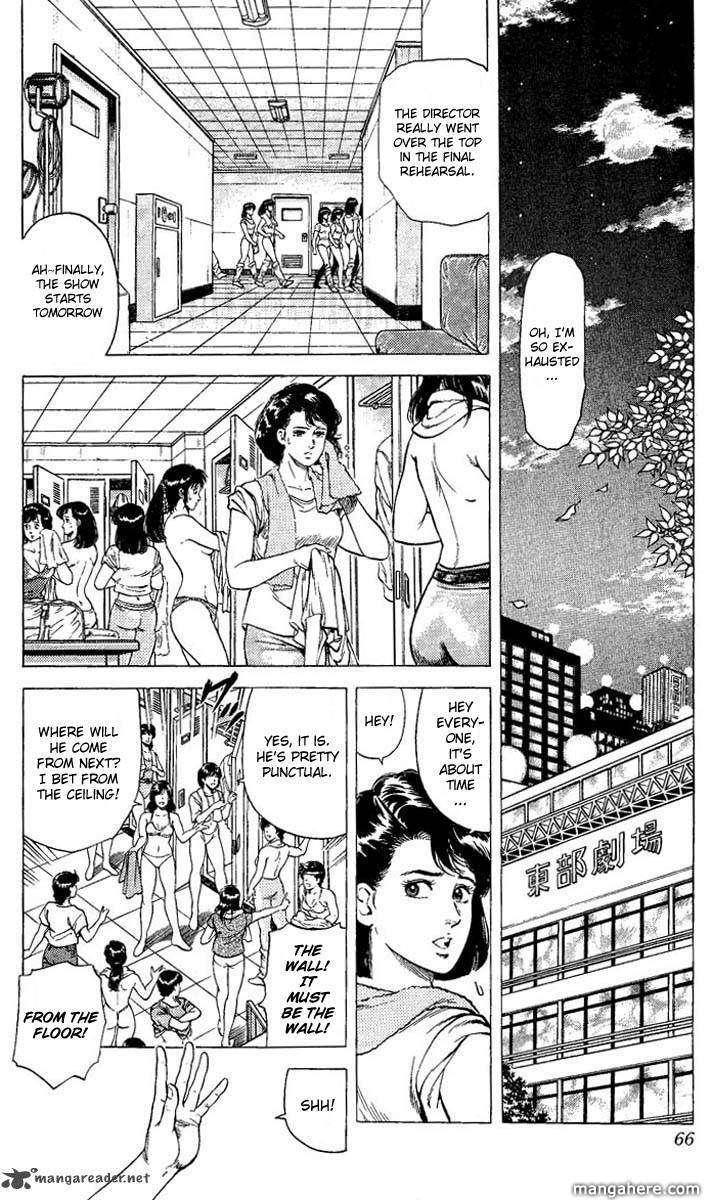 OH, I'M
SO EX-
HAUSTED
...
東部劇場
THE DIRECTOR
REALLY WENT
OVER THE TOP
IN THE FINAL
REHEARSAL.
AH~FINALLY,
THE SHOW
STARTS
TOMORROW
HEY
EVERY-
ONE,
IT'S
ABOUT
TIME
...
HEY!
YES, IT IS.
HE'S PRETTY
PUNCTUAL.
WHERE WILL
HE COME
FROM NEXT?
I BET FROM
THE CEILING!
THE
WALL!
IT
MUST
BE THE
WALL!
FROM THE
FLOOR!
SHH!
66
mangareader.net
mangahere.com